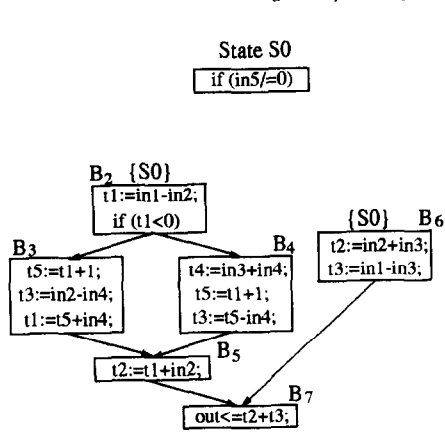 State S0
if (in5/=0)
B2 {S0}
t1:=in1-in2;
if (t1<0)
{S0} B6
t2:=in2+in3;
t3:=in1-in3;
B3
t5:=t1+1;
t3:=in2-in4;
t1:=t5+in4;
B4
t4:=in3+in4;
t5:=t1+1;
t3:=t5-in4;
B5
t2:=t1+in2;
B7
out<=t2+t3;